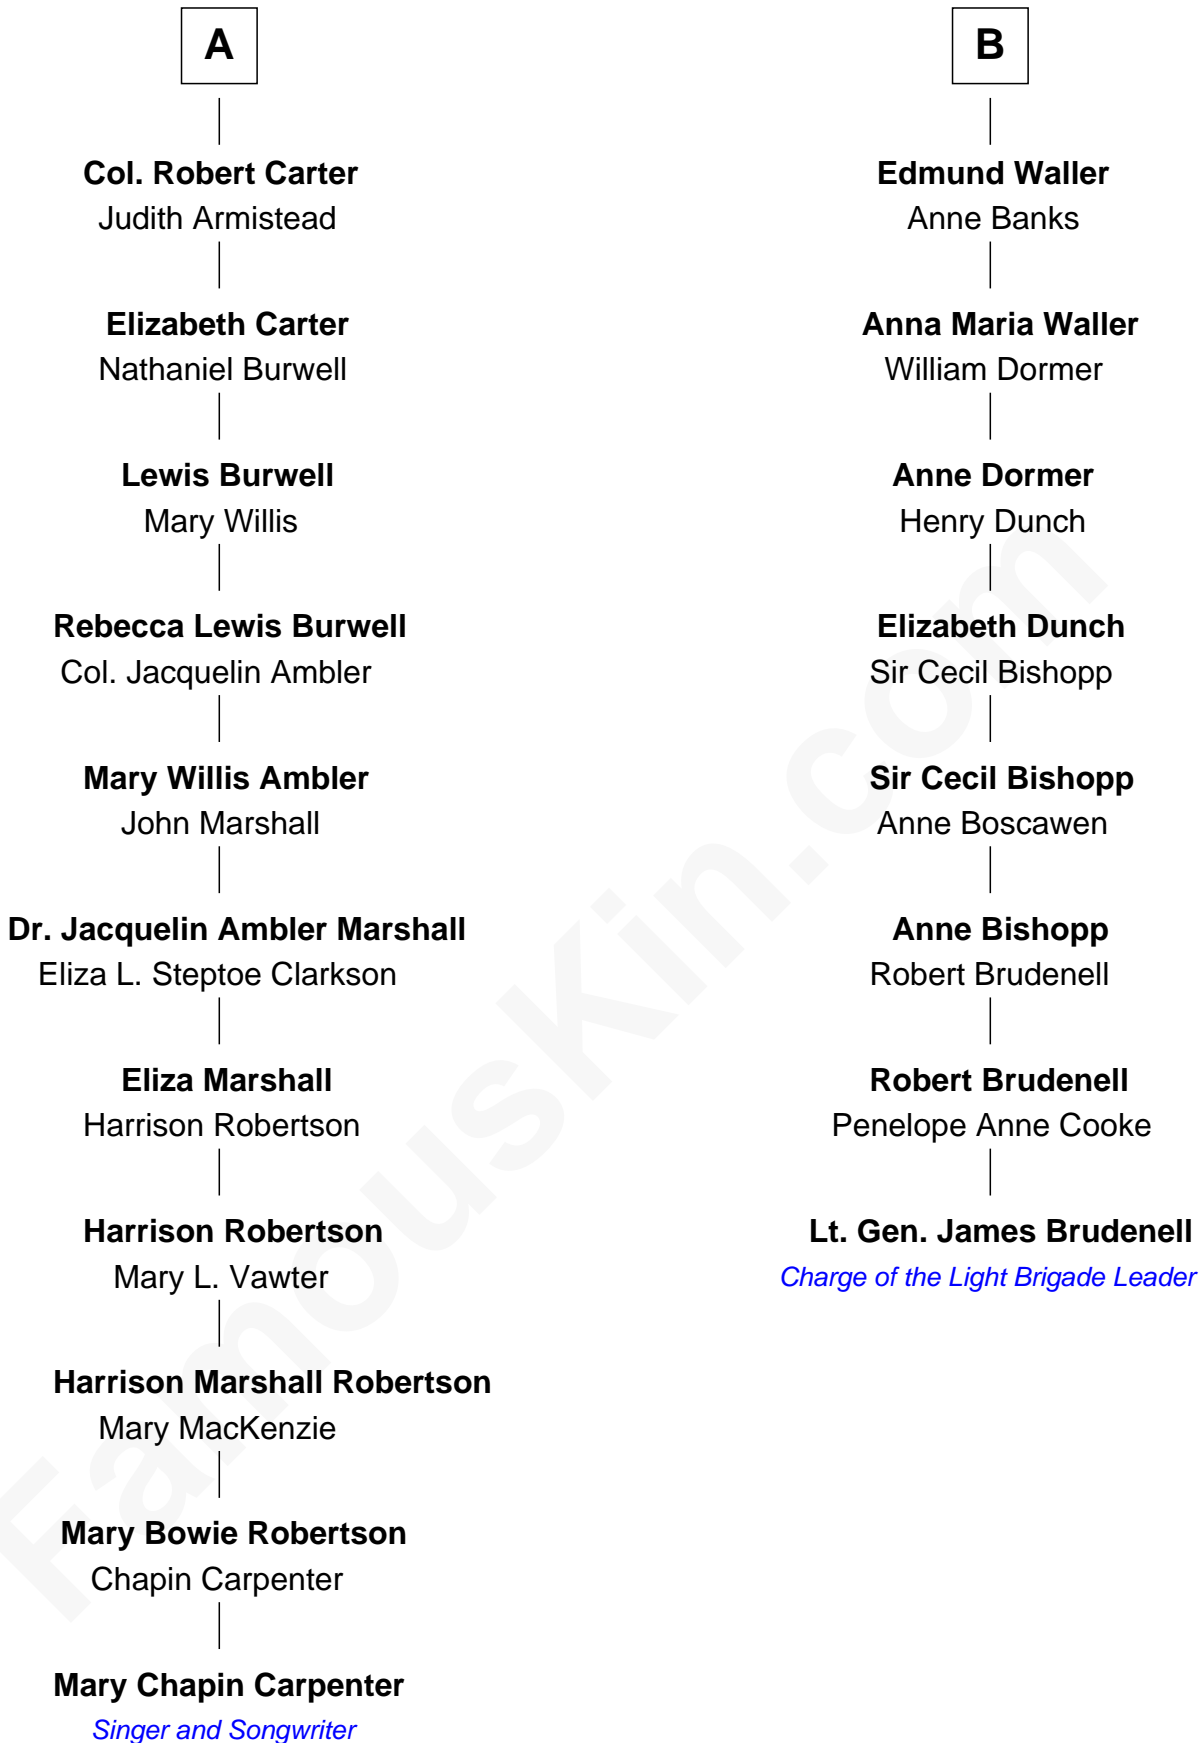 A
Col. Robert Carter
Judith Armistead
Elizabeth Carter
Nathaniel Burwell
Lewis Burwell
Mary Willis
Rebecca Lewis Burwell
Col. Jacquelin Ambler
Mary Willis Ambler
John Marshall
Dr. Jacquelin Ambler Marshall
Eliza L. Steptoe Clarkson
Eliza Marshall
Harrison Robertson
Harrison Robertson
Mary L. Vawter
Harrison Marshall Robertson
Mary MacKenzie
Mary Bowie Robertson
Chapin Carpenter
Mary Chapin Carpenter
Singer and Songwriter
B
Edmund Waller
Anne Banks
Anna Maria Waller
William Dormer
Anne Dormer
Henry Dunch
Elizabeth Dunch
Sir Cecil Bishopp
Sir Cecil Bishopp
Anne Boscawen
Anne Bishopp
Robert Brudenell
Robert Brudenell
Penelope Anne Cooke
Lt. Gen. James Brudenell
Charge of the Light Brigade Leader
FamousKin.com